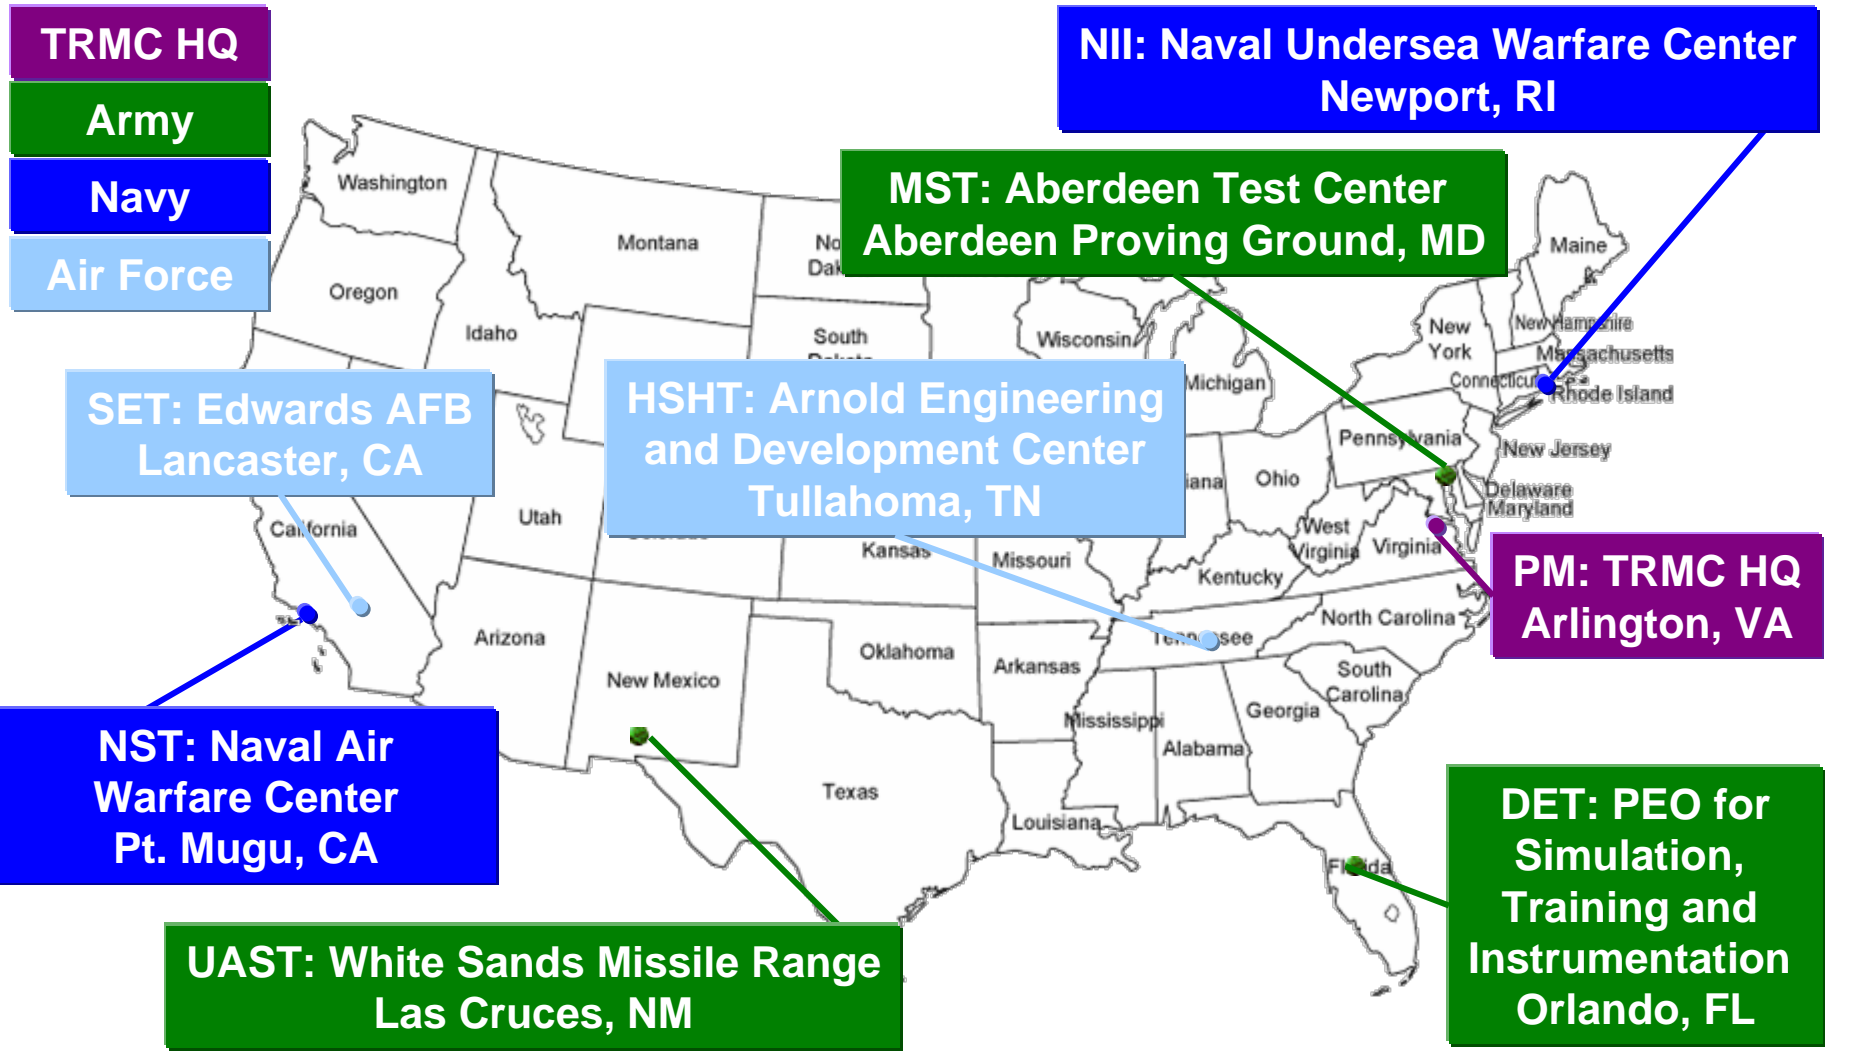 TRMC HQ
Army
Navy
Air Force
NII: Naval Undersea Warfare Center
Newport, RI
MST: Aberdeen Test Center
Aberdeen Proving Ground, MD
SET: Edwards AFB
Lancaster, CA
HSHT: Arnold Engineering
and Development Center
Tullahoma, TN
PM: TRMC HQ
Arlington, VA
NST: Naval Air
Warfare Center
Pt. Mugu, CA
UAST: White Sands Missile Range
Las Cruces, NM
DET: PEO for
Simulation,
Training and
Instrumentation
Orlando, FL
Washington
Montana
Maine
Oregon
Idaho
South
Wisconsin
Michigan
New
York
New Hampshire
Massachusetts
Connecticut
Rhode Island
Pennsylvania
New Jersey
Ohio
Delaware
Maryland
California
Utah
Kansas
Missouri
West
Virginia
Virginia
Kentucky
North Carolina
Tennessee
Arizona
New Mexico
Oklahoma
Arkansas
South
Carolina
Georgia
Mississippi
Alabama
Texas
Louisiana
Florida